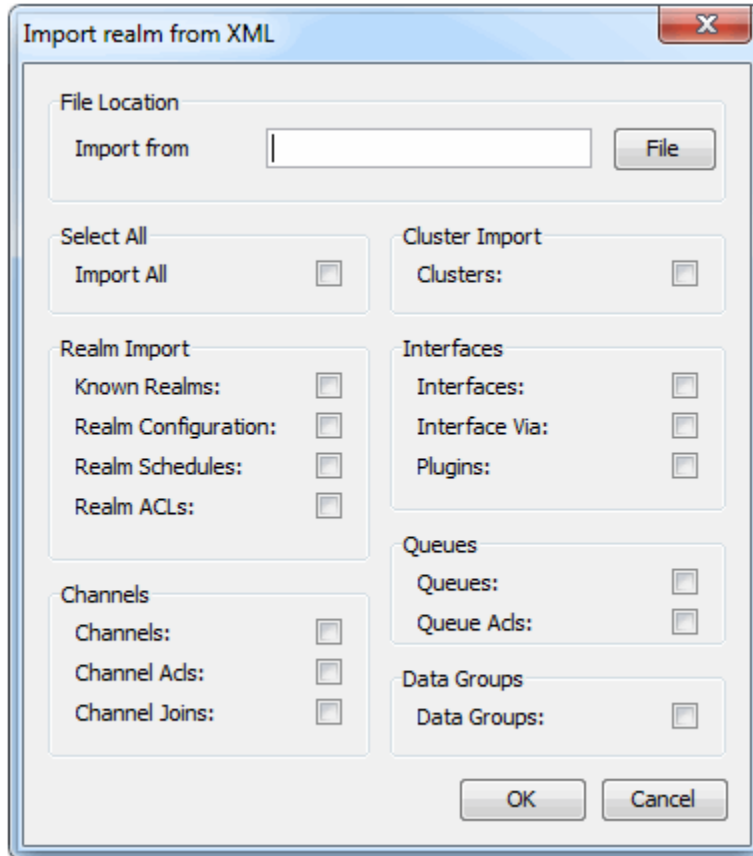 Import realm from XML
File Location
Import from
File
Select All
Import All
Cluster Import
Clusters:
Realm Import
Known Realms:
Realm Configuration:
Realm Schedules:
Realm ACLs:
Interfaces
Interfaces:
Interface Via:
Plugins:
Channels
Channels:
Channel Acls:
Channel Joins:
Queues
Queues:
Queue Acls:
Data Groups
Data Groups:
OK
Cancel